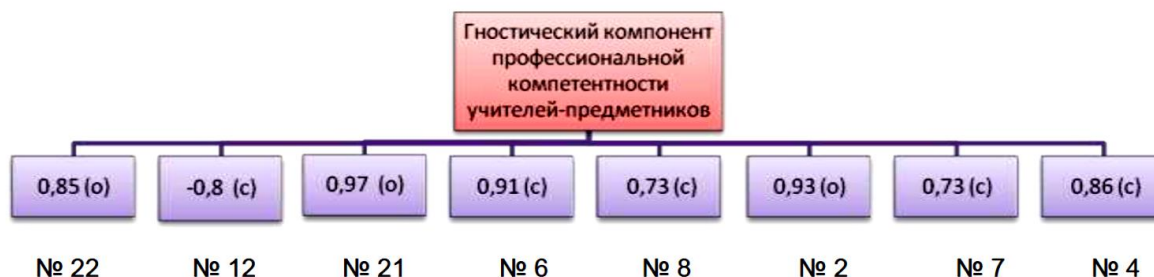 Гностический компонент
профессиональной
компетентности
учителей-предметников
0,85 (о) -0,8 (с) 0,97 (о) 0,91 (с) 0,73 (с) 0,93 (о) 0,73 (с) 0,86 (с)
№ 22 № 12 № 21 № 6 № 8 № 2 № 7 № 4